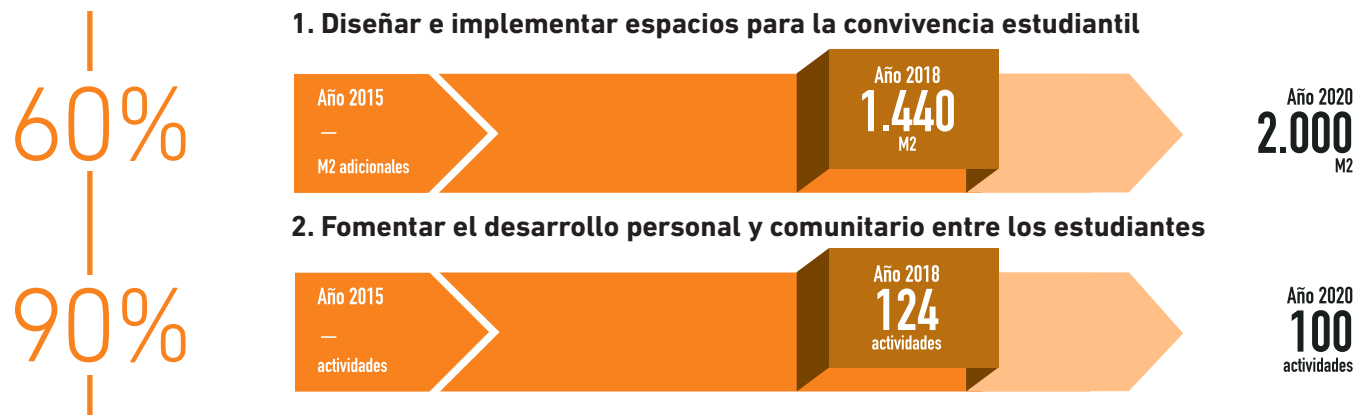 60%
1. Diseñar e implementar espacios para la convivencia estudiantil
Año 2015
—
M2 adicionales
Año 2018
1.440
M2
Año 2020
2.000
M2
90%
2. Fomentar el desarrollo personal y comunitario entre los estudiantes
Año 2015
—
actividades
Año 2018
124
actividades
Año 2020
100
actividades